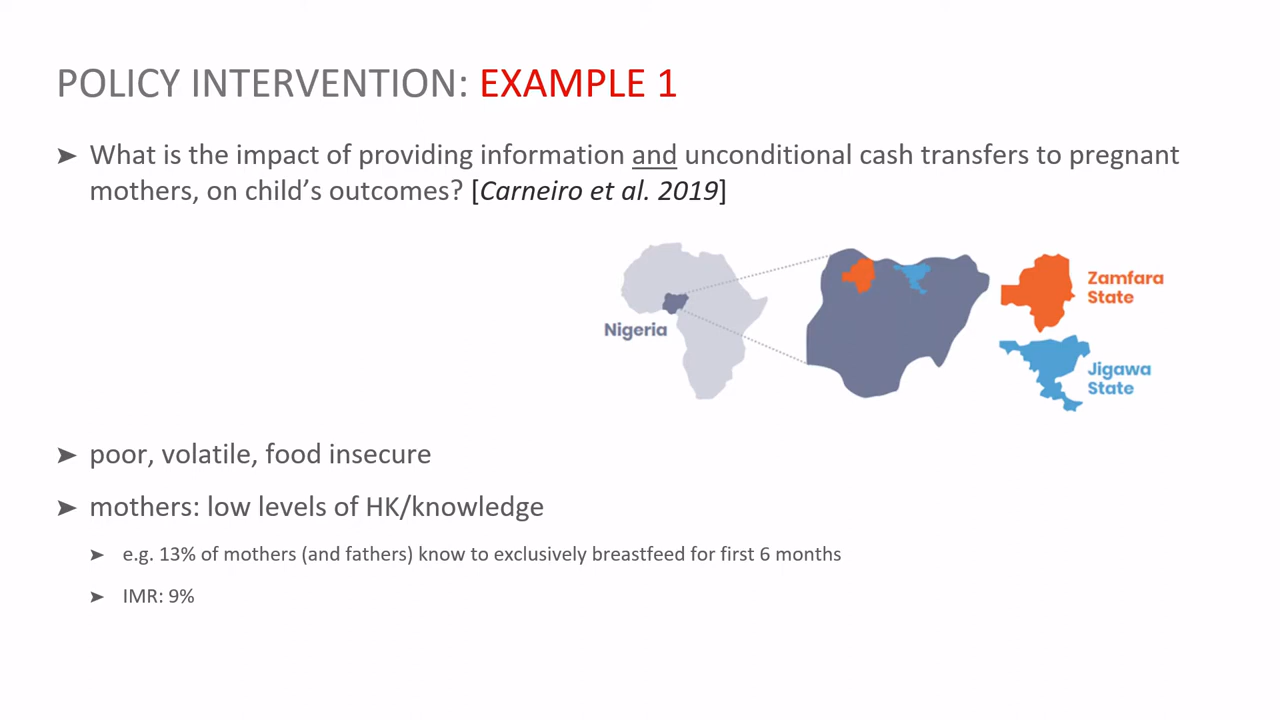 POLICY INTERVENTION: EXAMPLE 1
➤ What is the impact of providing information and unconditional cash transfers to pregnant
mothers, on child’s outcomes? [Carneiro et al. 2019]
Nigeria
Zamfara
State
Jigawa
State
➤ poor, volatile, food insecure
➤ mothers: low levels of HK/knowledge
➤ e.g. 13% of mothers (and fathers) know to exclusively breastfeed for first 6 months
➤ IMR: 9%